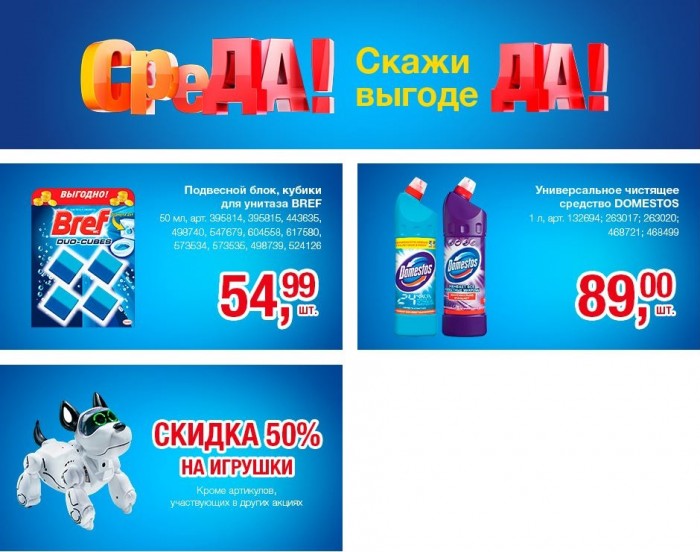 СреДА!
Скажи
выгоде
ДА!
ВЫГОДНО!
Bref
DUO-CUBES
Подвесной блок, кубики
для унитаза BREF
50 мл, арт. 395814, 395815, 443635,
499740, 547679, 604558, 617580,
573534, 573535, 498739, 524126
54,99
шт.
Domestos
24
Domestos
Универсальное чистящее
средство DOMESTOS
1 л, арт. 132694; 263017; 263020;
468721; 468499
89,00
шт.
СКИДКА 50%
НА ИГРУШКИ
Кроме артикулов,
участвующих в других акциях